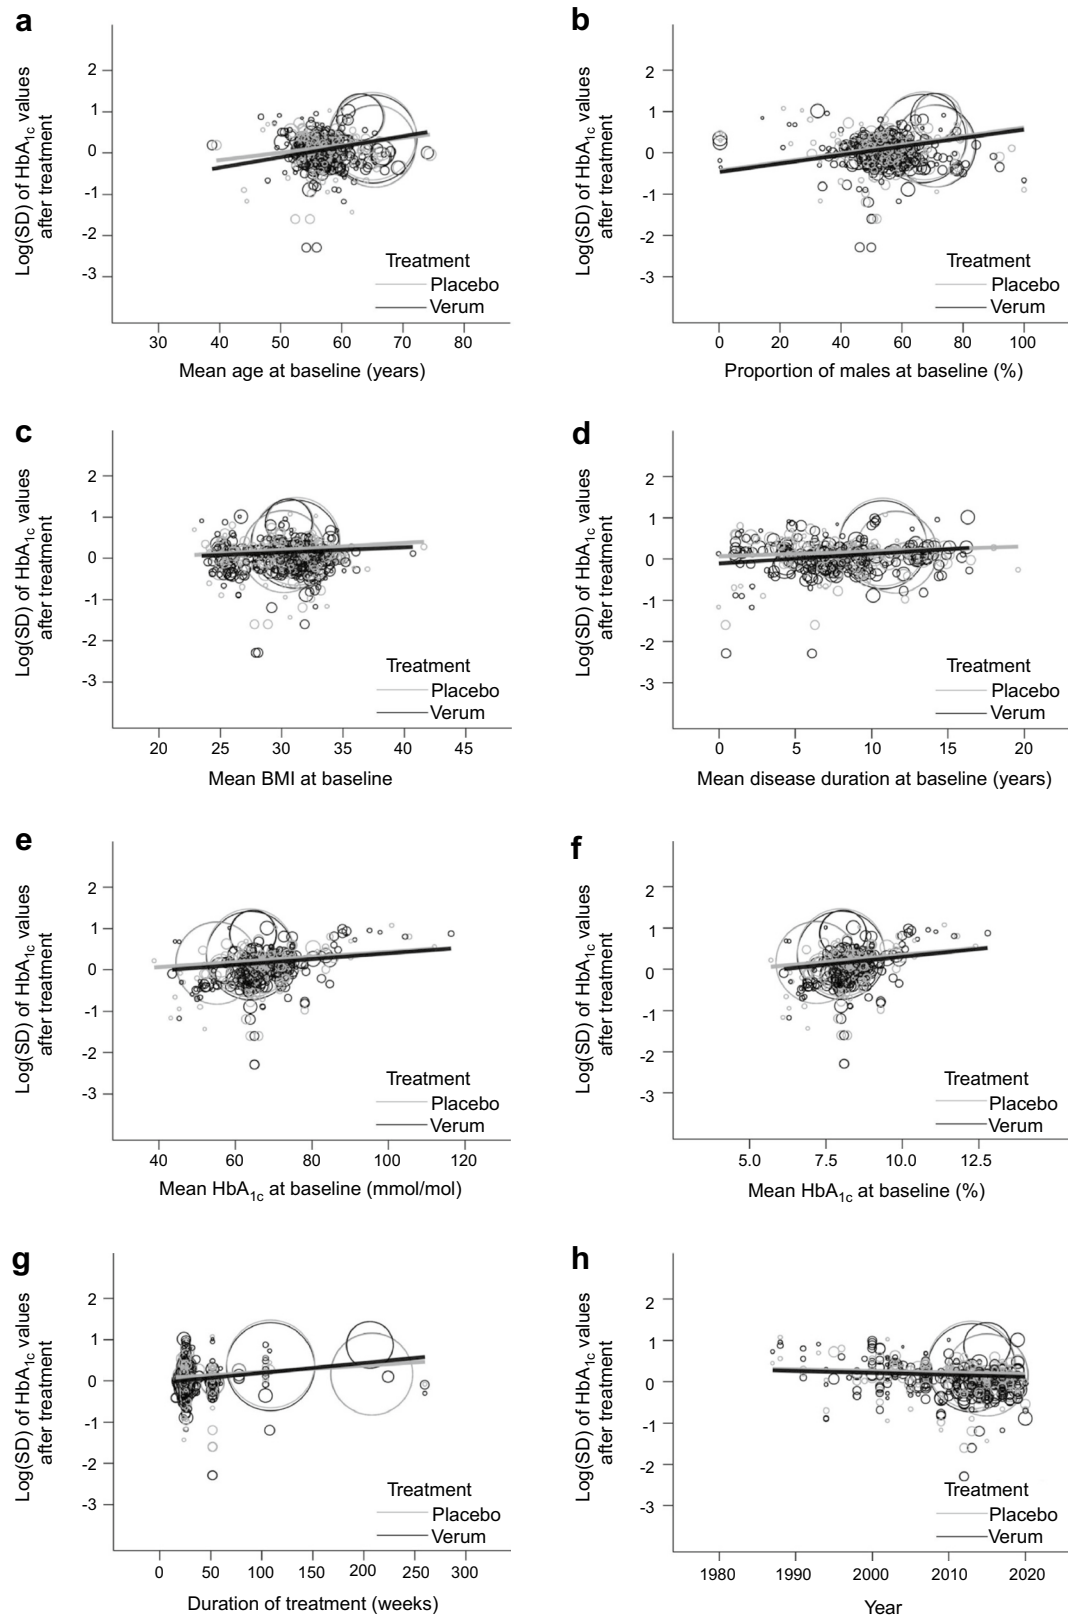 a
Log(SD) of HbA1c values
after treatment
2
1
0
-1
-2
-3
Treatment
Placebo
Verum
30 40 50 60 70 80
Mean age at baseline (years)
b
Log(SD) of HbA1c values
after treatment
2
1
0
-1
-2
-3
Treatment
Placebo
Verum
0 20 40 60 80 100
Proportion of males at baseline (%)
c
Log(SD) of HbA1c values
after treatment
2
1
0
-1
-2
-3
Treatment
Placebo
Verum
20 25 30 35 40 45
Mean BMI at baseline
d
Log(SD) of HbA1c values
after treatment
2
1
0
-1
-2
-3
Treatment
Placebo
Verum
0 5 10 15 20
Mean disease duration at baseline (years)
e
Log(SD) of HbA1c values
after treatment
2
1
0
-1
-2
-3
Treatment
Placebo
Verum
40 60 80 100 120
Mean HbA1c at baseline (mmol/mol)
f
Log(SD) of HbA1c values
after treatment
2
1
0
-1
-2
-3
Treatment
Placebo
Verum
5.0 7.5 10.0 12.5
Mean HbA1c at baseline (%)
g
Log(SD) of HbA1c values
after treatment
2
1
0
-1
-2
-3
Treatment
Placebo
Verum
0 50 100 150 200 250 300
Duration of treatment (weeks)
h
Log(SD) of HbA1c values
after treatment
2
1
0
-1
-2
-3
Treatment
Placebo
Verum
1980 1990 2000 2010 2020
Year